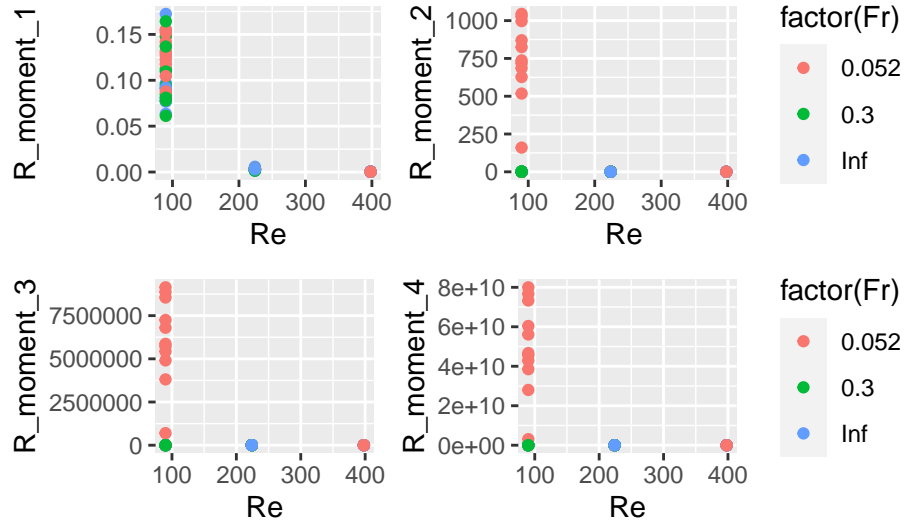 R_moment_1
0.15
0.10
0.05
0.00
100 200 300 400
Re
R_moment_2
1000
750
500
250
0
100 200 300 400
Re
factor(Fr)
0.052
0.3
Inf
R_moment_3
7500000
5000000
2500000
0
100 200 300 400
Re
R_moment_4
8e+10
6e+10
4e+10
2e+10
0e+00
100 200 300 400
Re
factor(Fr)
0.052
0.3
Inf